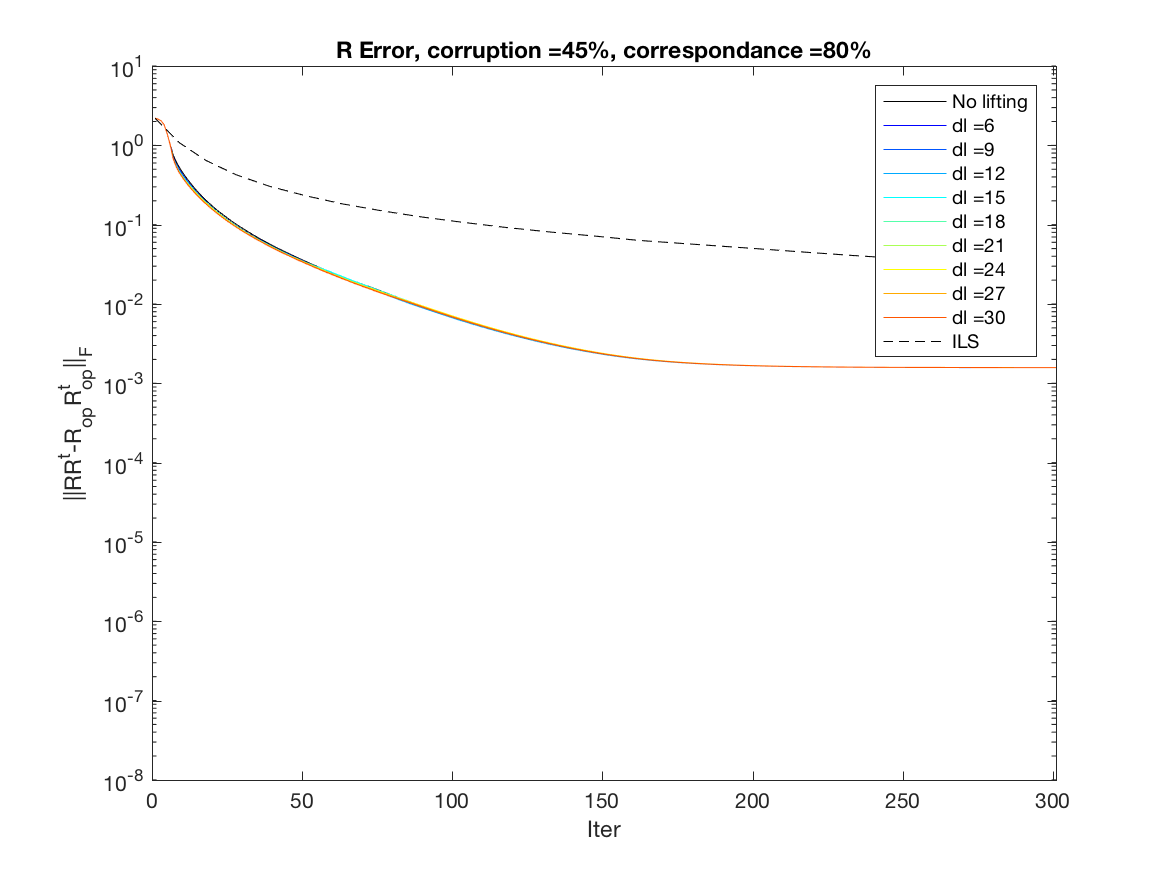 R Error, corruption =45%, correspondance =80%
10^1
10^0
10^-1
10^-2
10^-3
10^-4
10^-5
10^-6
10^-7
10^-8
||RR^t-R_op R^t_op||_F
No lifting
dl =6
dl =9
dl =12
dl =15
dl =18
dl =21
dl =24
dl =27
dl =30
ILS
0 50 100 150 200 250 300
Iter